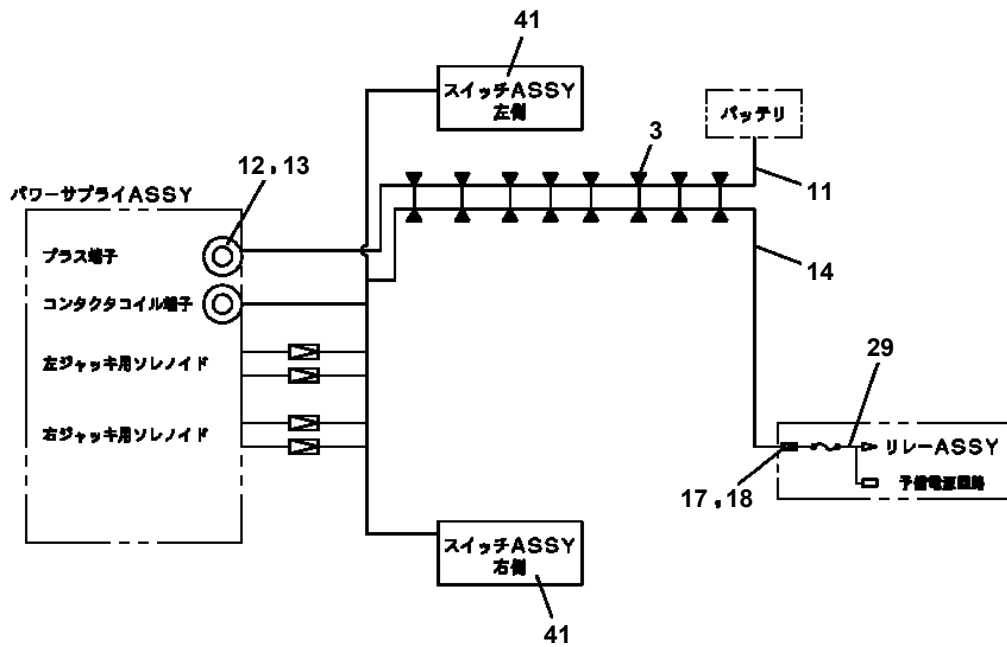 41
スイッチASSY
左側
バッテリ
3
12,13
11
パワーサプライASSY
プラス端子
14
コンタクタコイル端子
左ジャッキ用ソレノイド
29
右ジャッキ用ソレノイド
リレーASSY
予備電源回路
17,18
スイッチASSY
右側
41